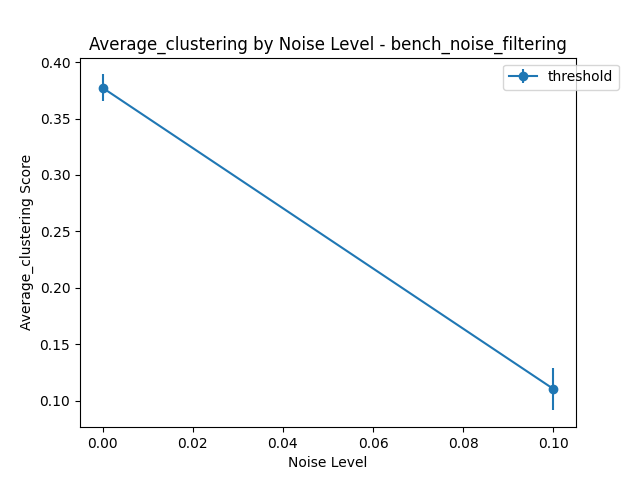 Average_clustering by Noise Level - bench_noise_filtering
threshold
0.40
0.35
0.30
0.25
0.20
0.15
0.10
Average_clustering Score
0.00 0.02 0.04 0.06 0.08 0.10
Noise Level